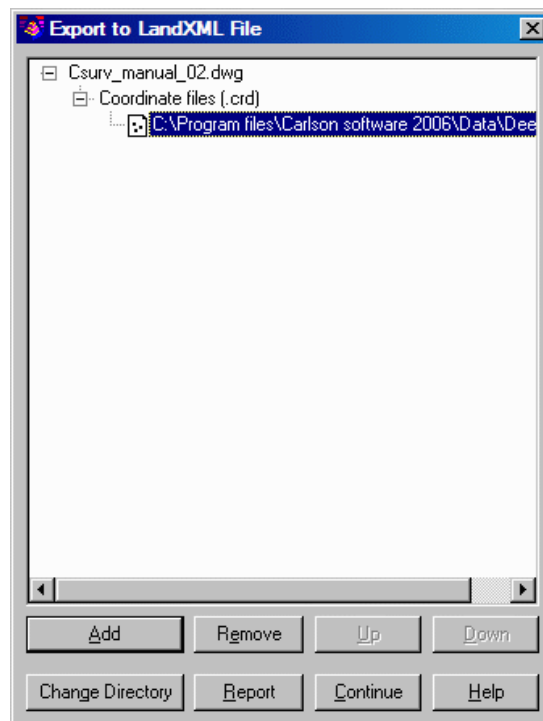 Export to LandXML File
Csurv_manual_02.dwg
Coordinate files (.crd)
C:\Program files\Carlson software 2006\Data\Dee
Add Remove Up Down
Change Directory Report Continue Help